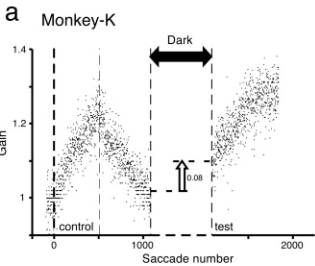 a
Monkey-K
Dark
1.4
1.2
1
Gain
0.08
control
test
0
1000
2000
Saccade number